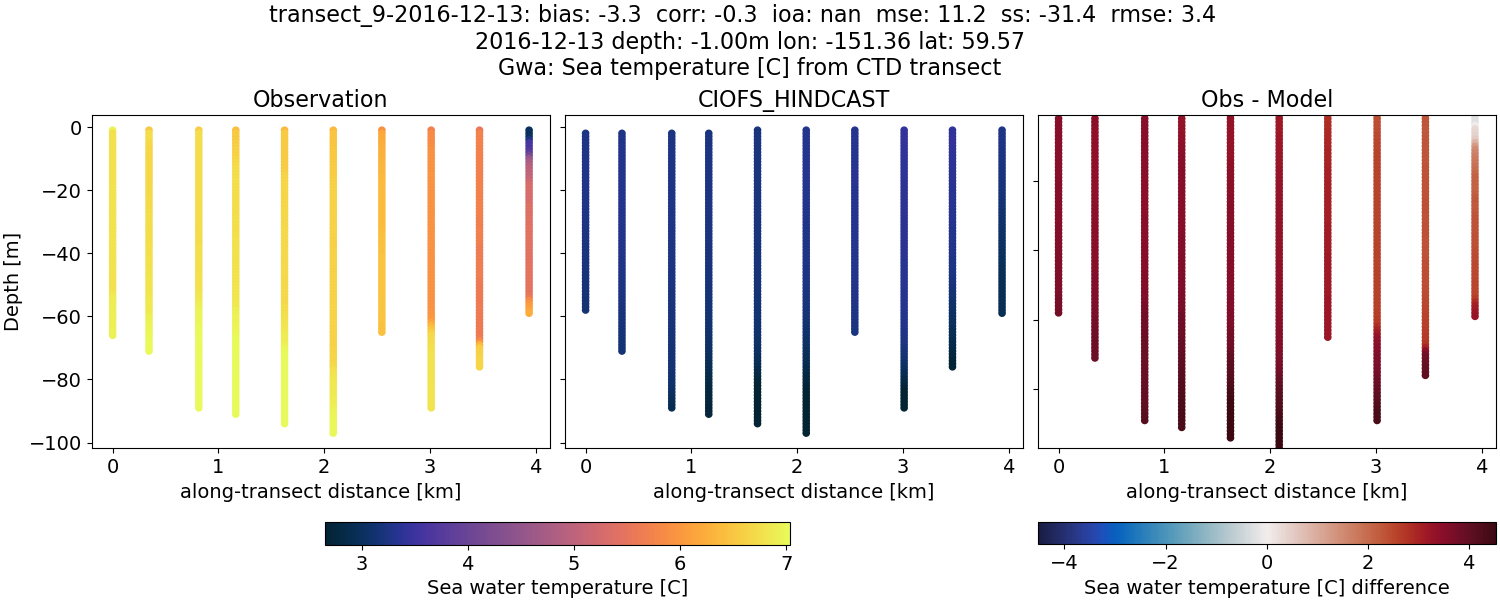 transect_9-2016-12-13: bias: -3.3  corr: -0.3  ioa: nan  mse: 11.2  ss: -31.4  rmse: 3.4
2016-12-13 depth: -1.00m lon: -151.36 lat: 59.57
Gwa: Sea temperature [C] from CTD transect
Observation
CIOFS_HINDCAST
Obs - Model
Depth [m]
0
−20
−40
−60
−80
−100
0 1 2 3 4
0 1 2 3 4
0 1 2 3 4
along-transect distance [km]
along-transect distance [km]
along-transect distance [km]
3 4 5 6 7
−4 −2 0 2 4
Sea water temperature [C]
Sea water temperature [C] difference